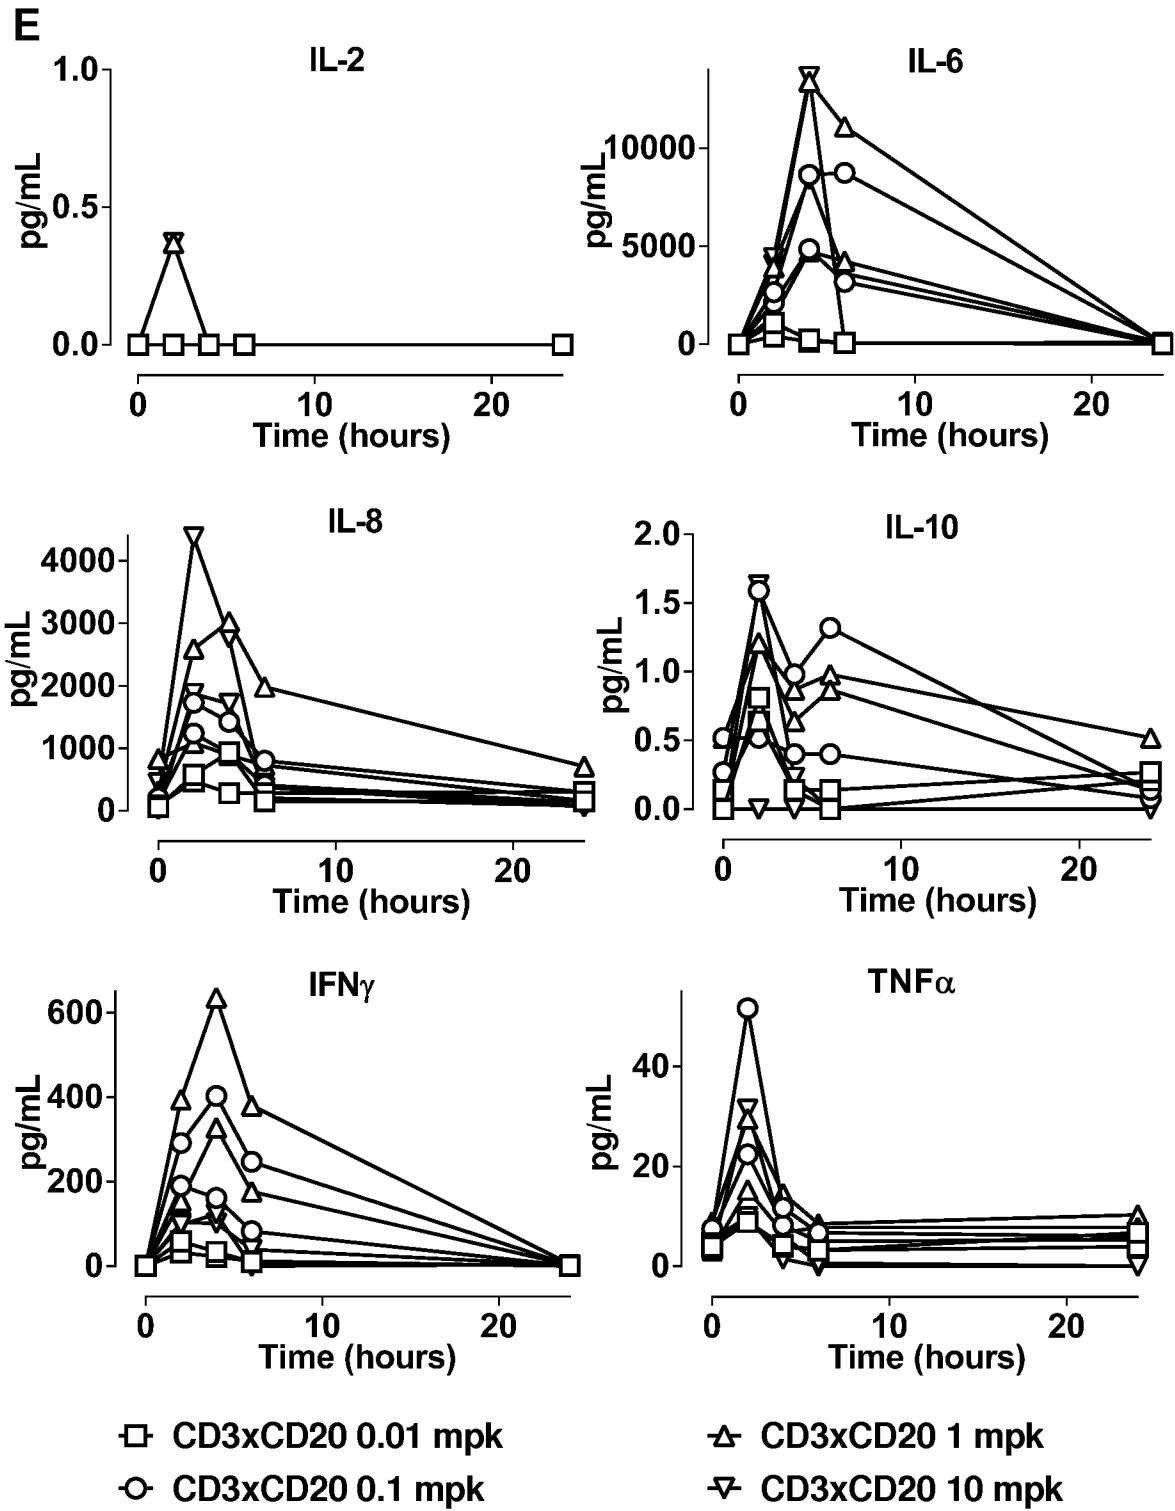 E
IL-2
pg/mL
1.0
0.5
0.0
0 10 20
Time (hours)
IL-6
pg/mL
10000
5000
0
0 10 20
Time (hours)
IL-8
pg/mL
4000
3000
2000
1000
0
0 10 20
Time (hours)
IL-10
pg/mL
2.0
1.5
1.0
0.5
0.0
0 10 20
Time (hours)
IFNγ
pg/mL
600
400
200
0
0 10 20
Time (hours)
TNFα
pg/mL
40
20
0
0 10 20
Time (hours)
CD3xCD20 0.01 mpk
CD3xCD20 0.1 mpk
CD3xCD20 1 mpk
CD3xCD20 10 mpk